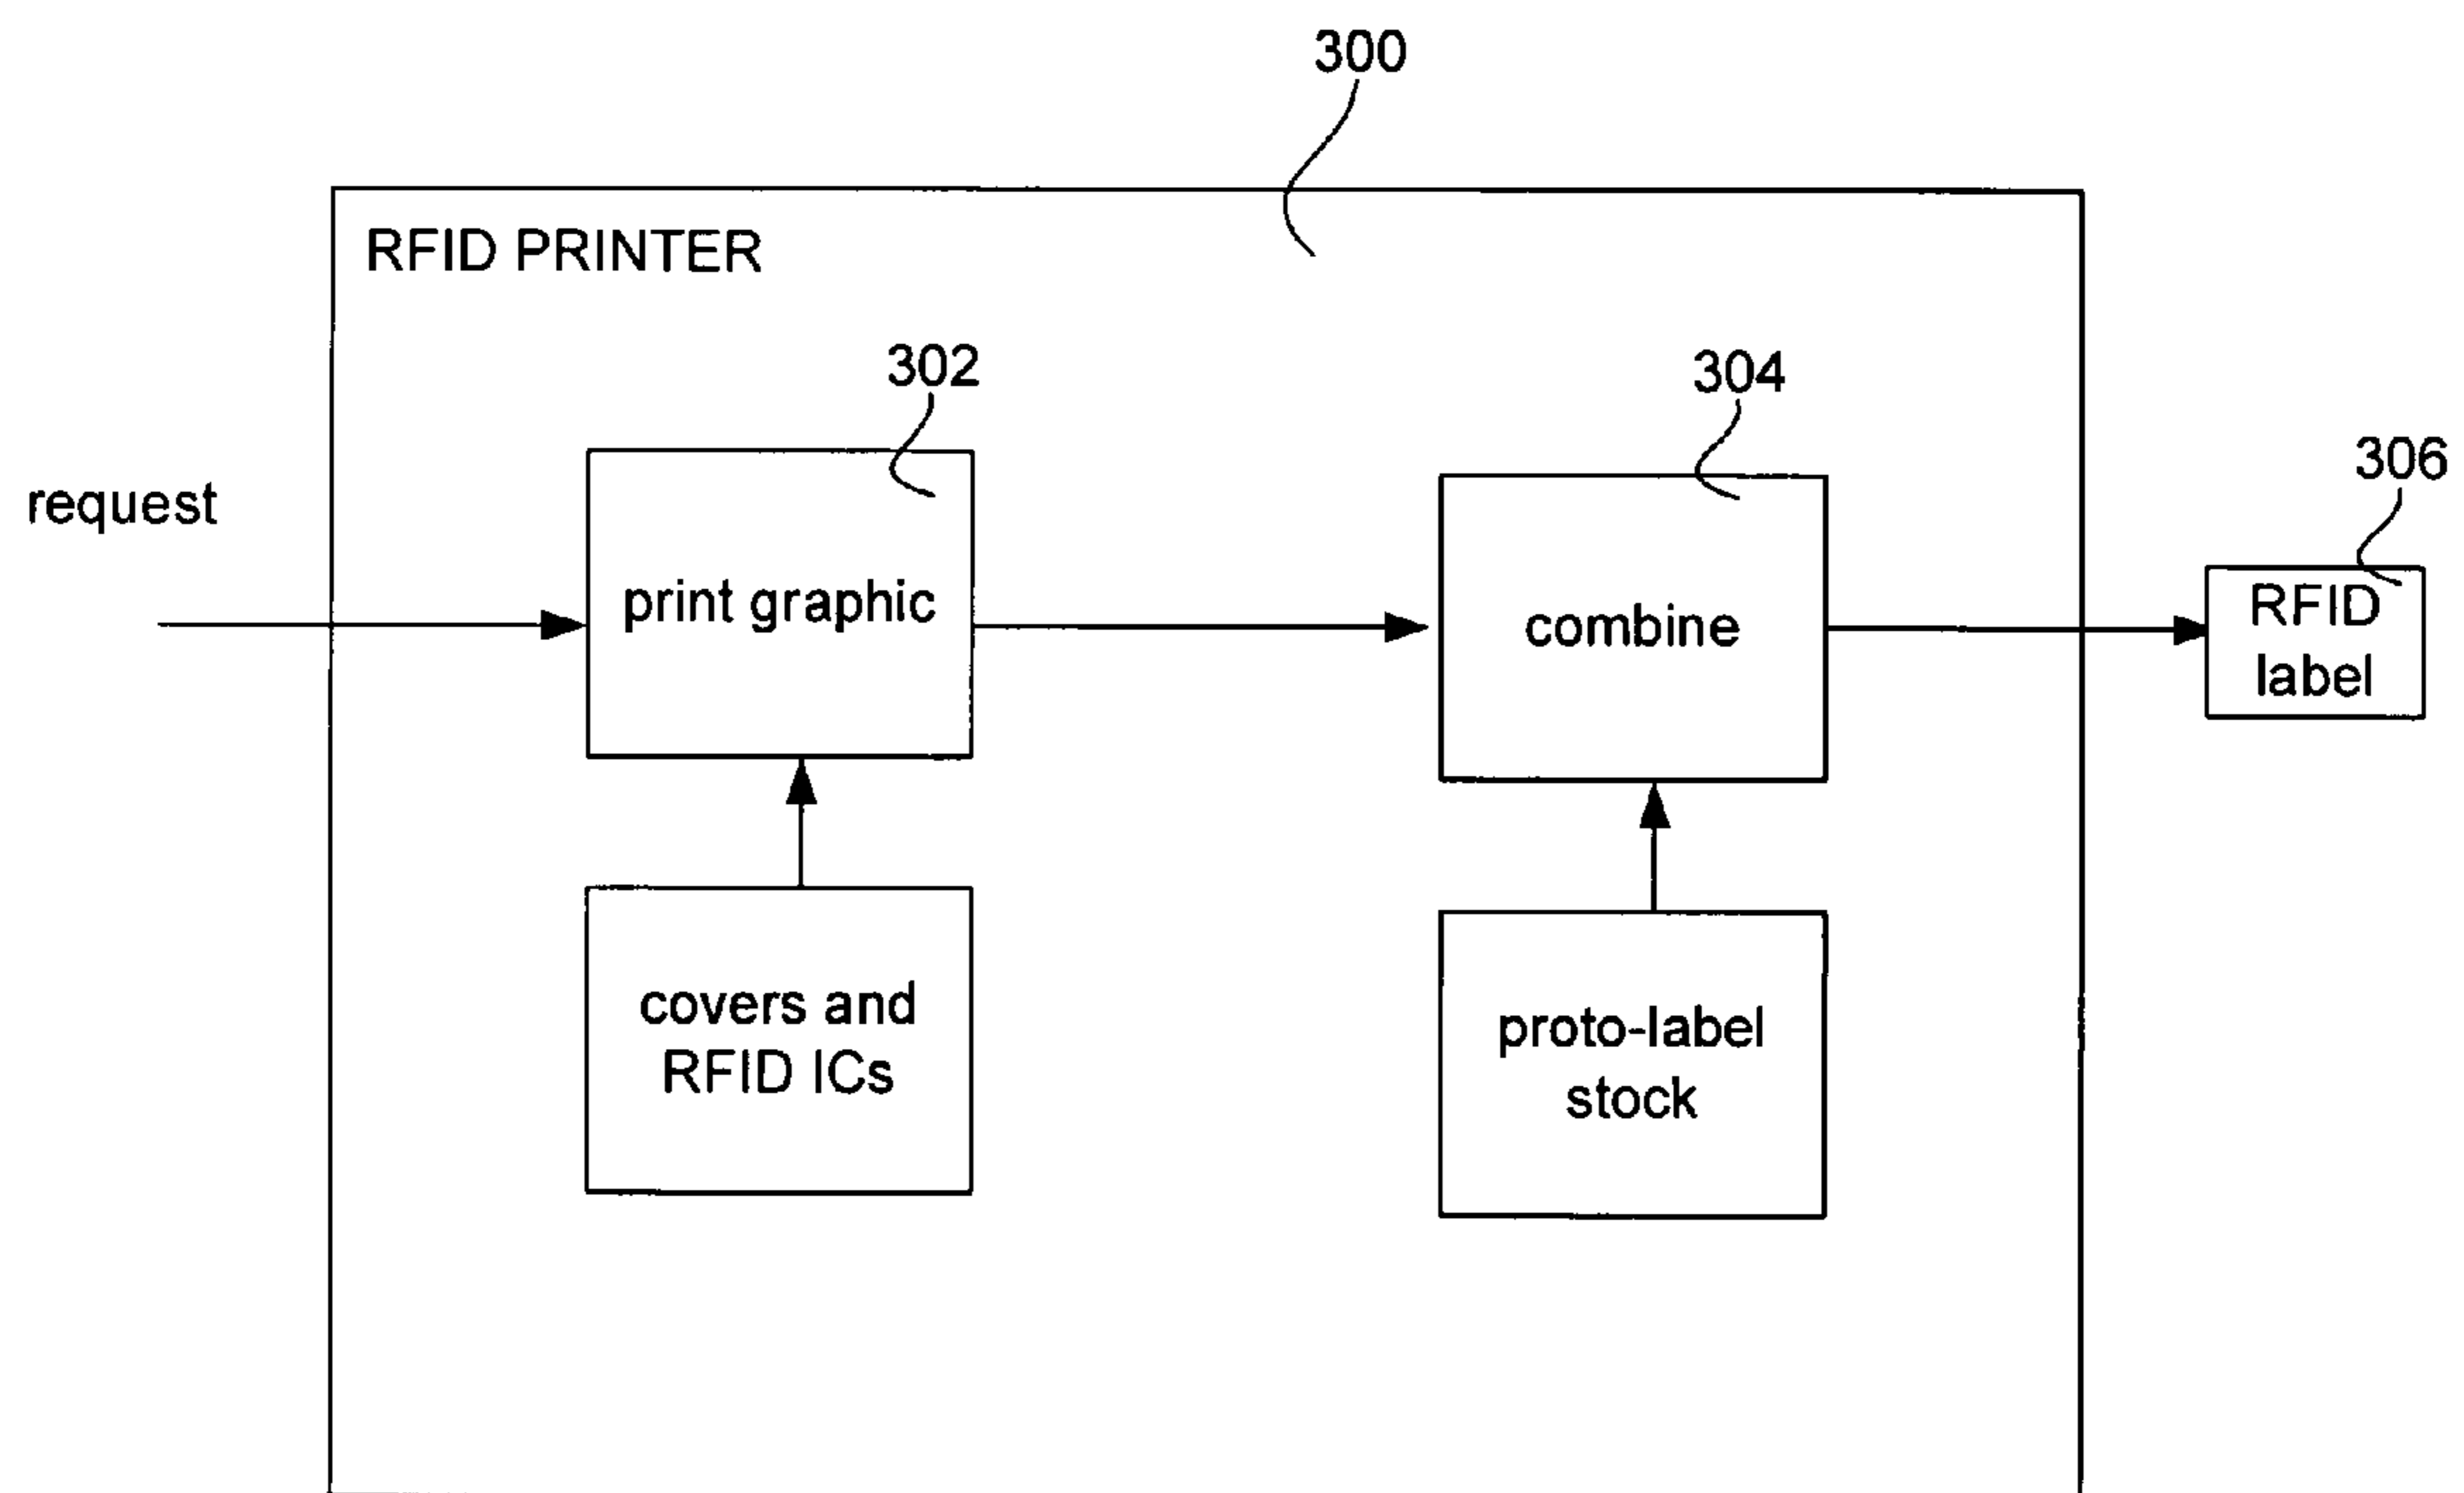 300
RFID PRINTER
302
304
306
request
print graphic
combine
RFID
label
covers and
RFID ICs
proto-label
stock